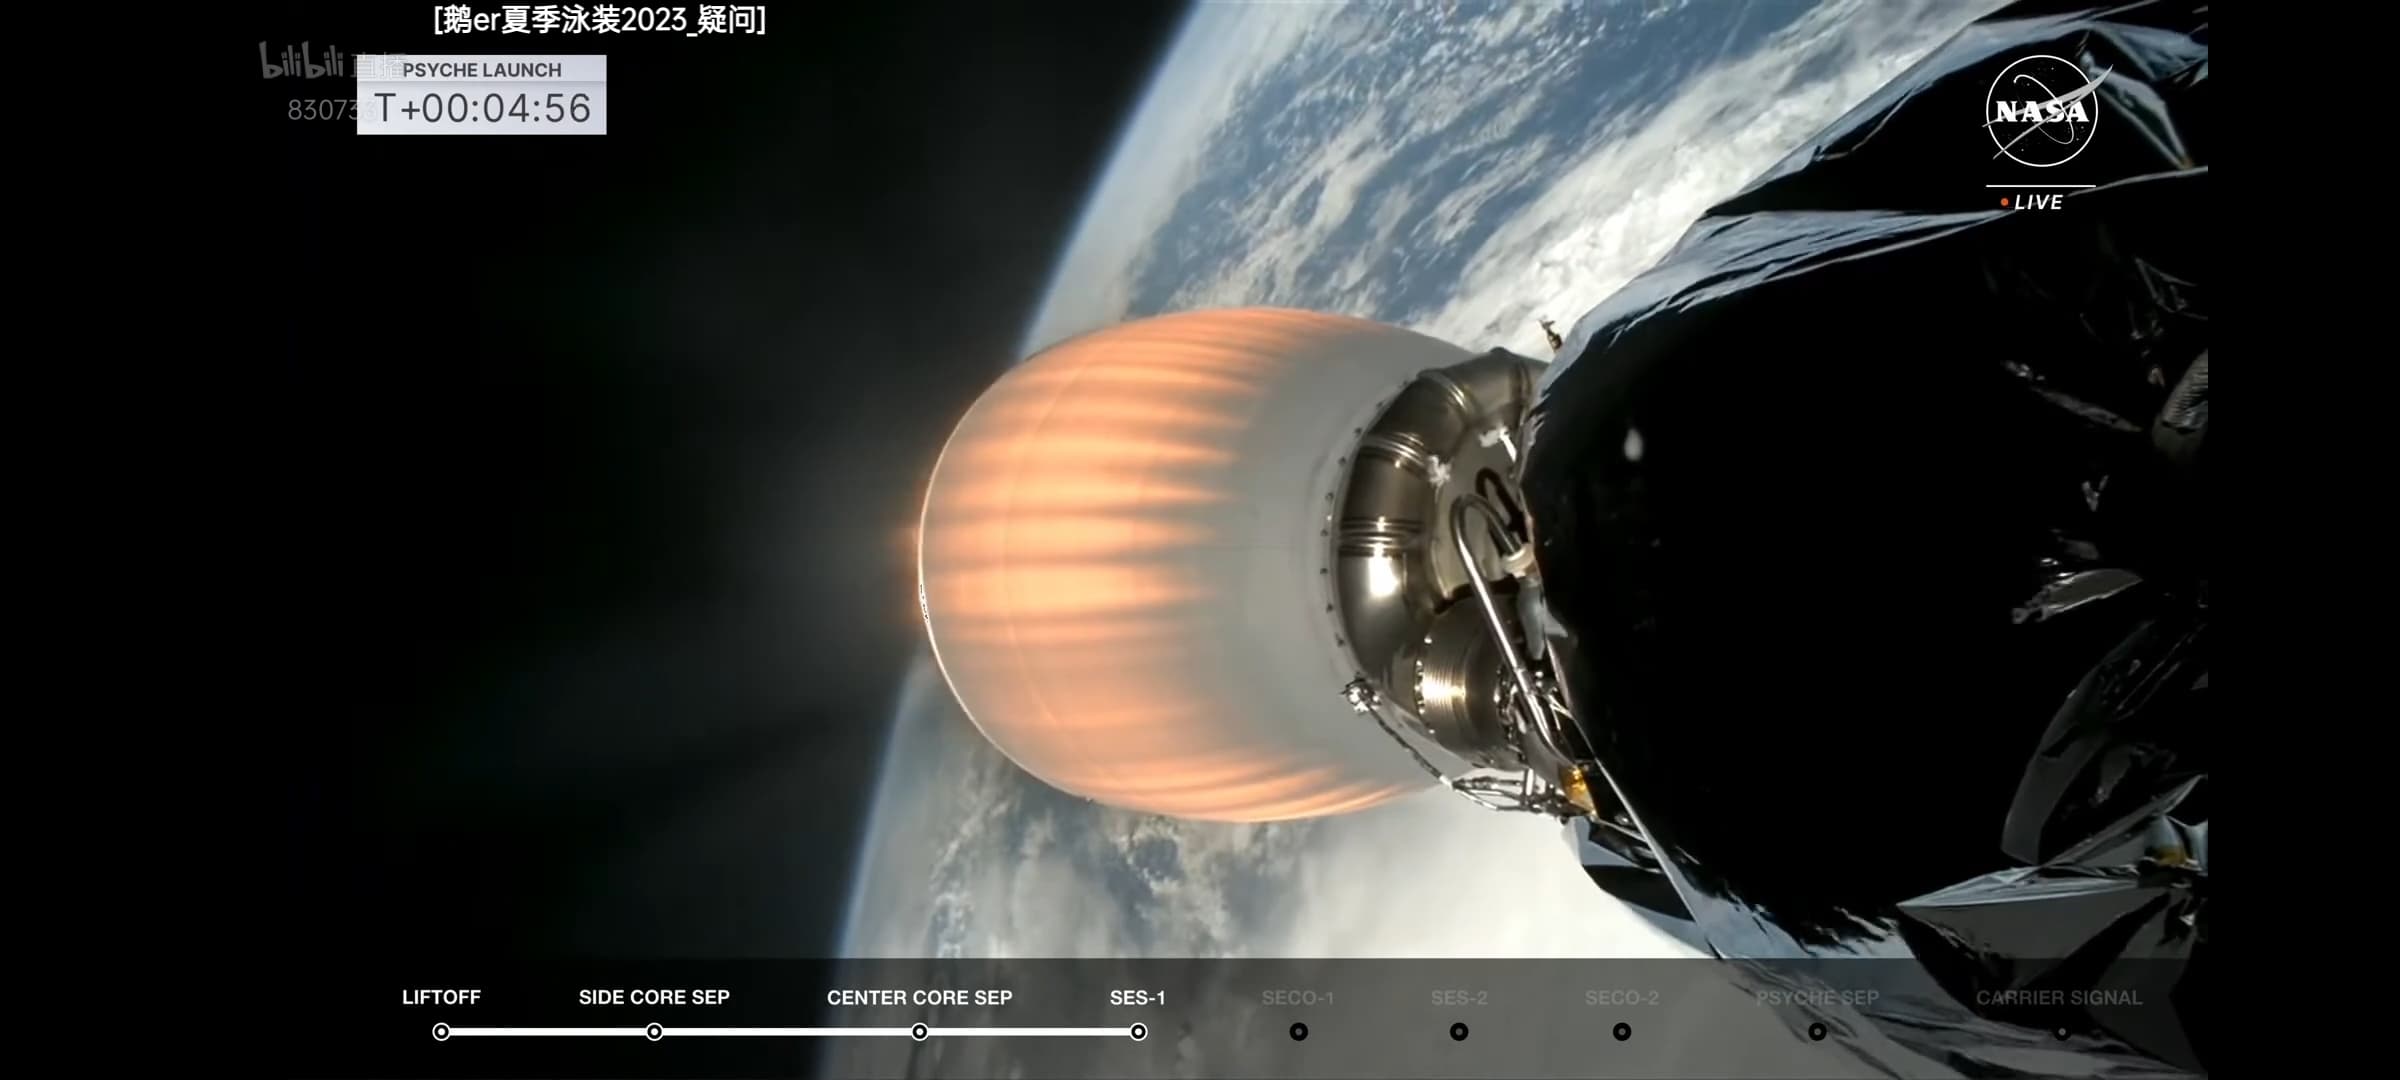 [鹅er夏季泳装2023_疑问]
bilibili 直播
PSYCHE LAUNCH
T+00:04:56
NASA
LIVE
LIFTOFF
SIDE CORE SEP
CENTER CORE SEP
SES-1
SECO-1
SES-2
SECO-2
PSYCHE SEP
CARRIER SIGNAL